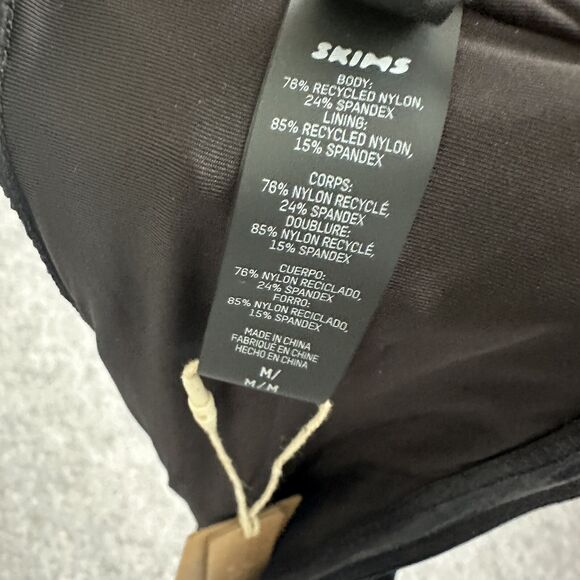 SKIMS
BODY:
76% RECYCLED NYLON,
24% SPANDEX
LINING:
85% RECYCLED NYLON,
15% SPANDEX
CORPS:
76% NYLON RECYCLÉ,
24% SPANDEX
DOUBLURE:
85% NYLON RECYCLÉ,
15% SPANDEX
CUERPO:
76% NYLON RECICLADO,
24% SPANDEX
FORRO:
85% NYLON RECICLADO,
15% SPANDEX
MADE IN CHINA
FABRIQUÉ EN CHINE
HECHO EN CHINA
M/
M/M